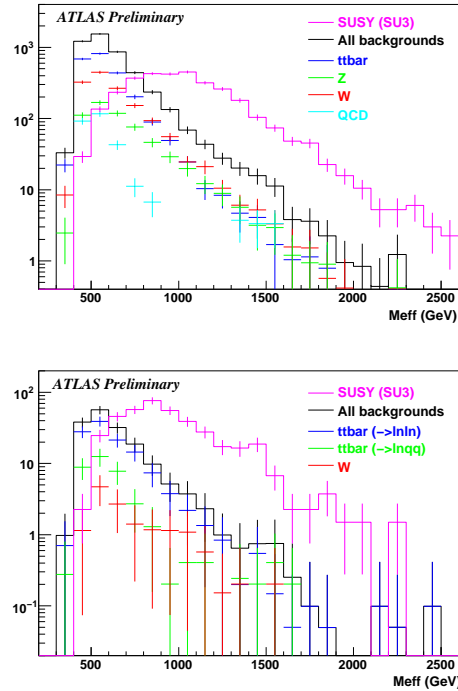 ATLAS Preliminary
SUSY (SU3)
All backgrounds
ttbar
Z
W
QCD
10³
10²
10
1
500 1000 1500 2000 2500
Meff (GeV)
ATLAS Preliminary
SUSY (SU3)
All backgrounds
ttbar (->lnln)
ttbar (->lnqq)
W
10²
10
1
10⁻¹
500 1000 1500 2000 2500
Meff (GeV)